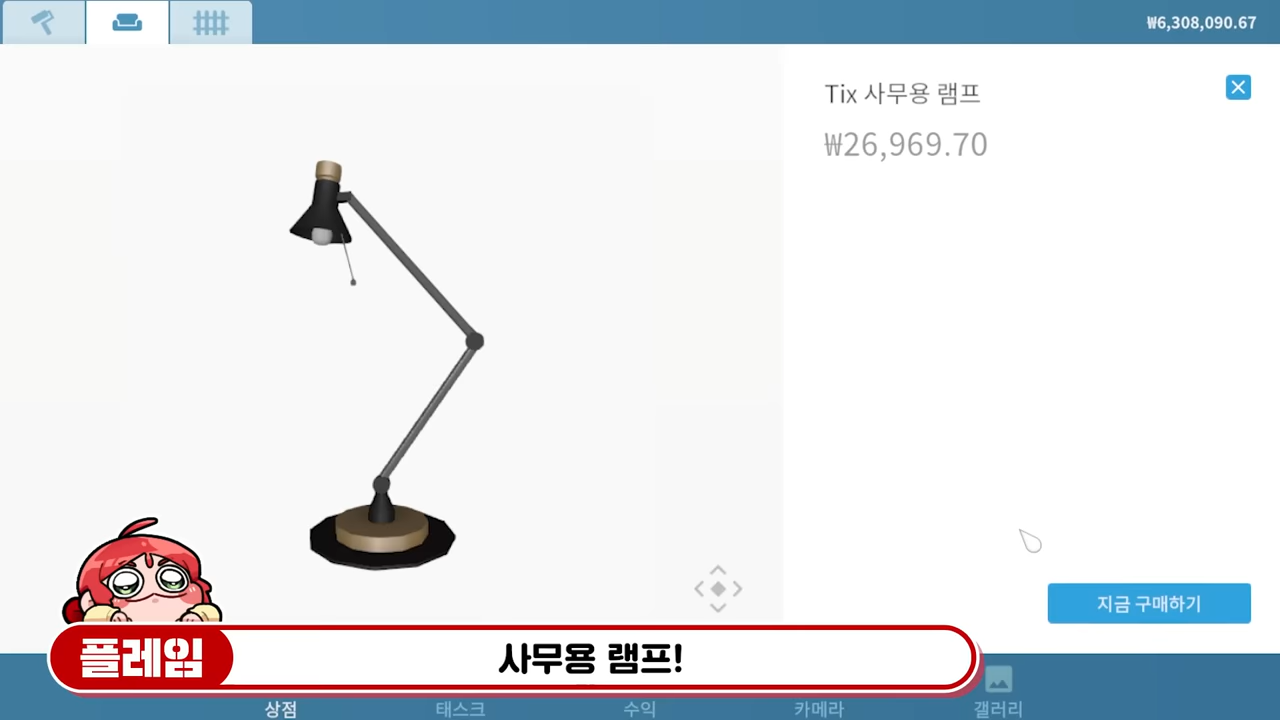 ₩6,308,090.67
Tix 사무용 램프
₩26,969.70
지금 구매하기
플레임
사무용 램프!
상점
태스크
수익
카메라
갤러리